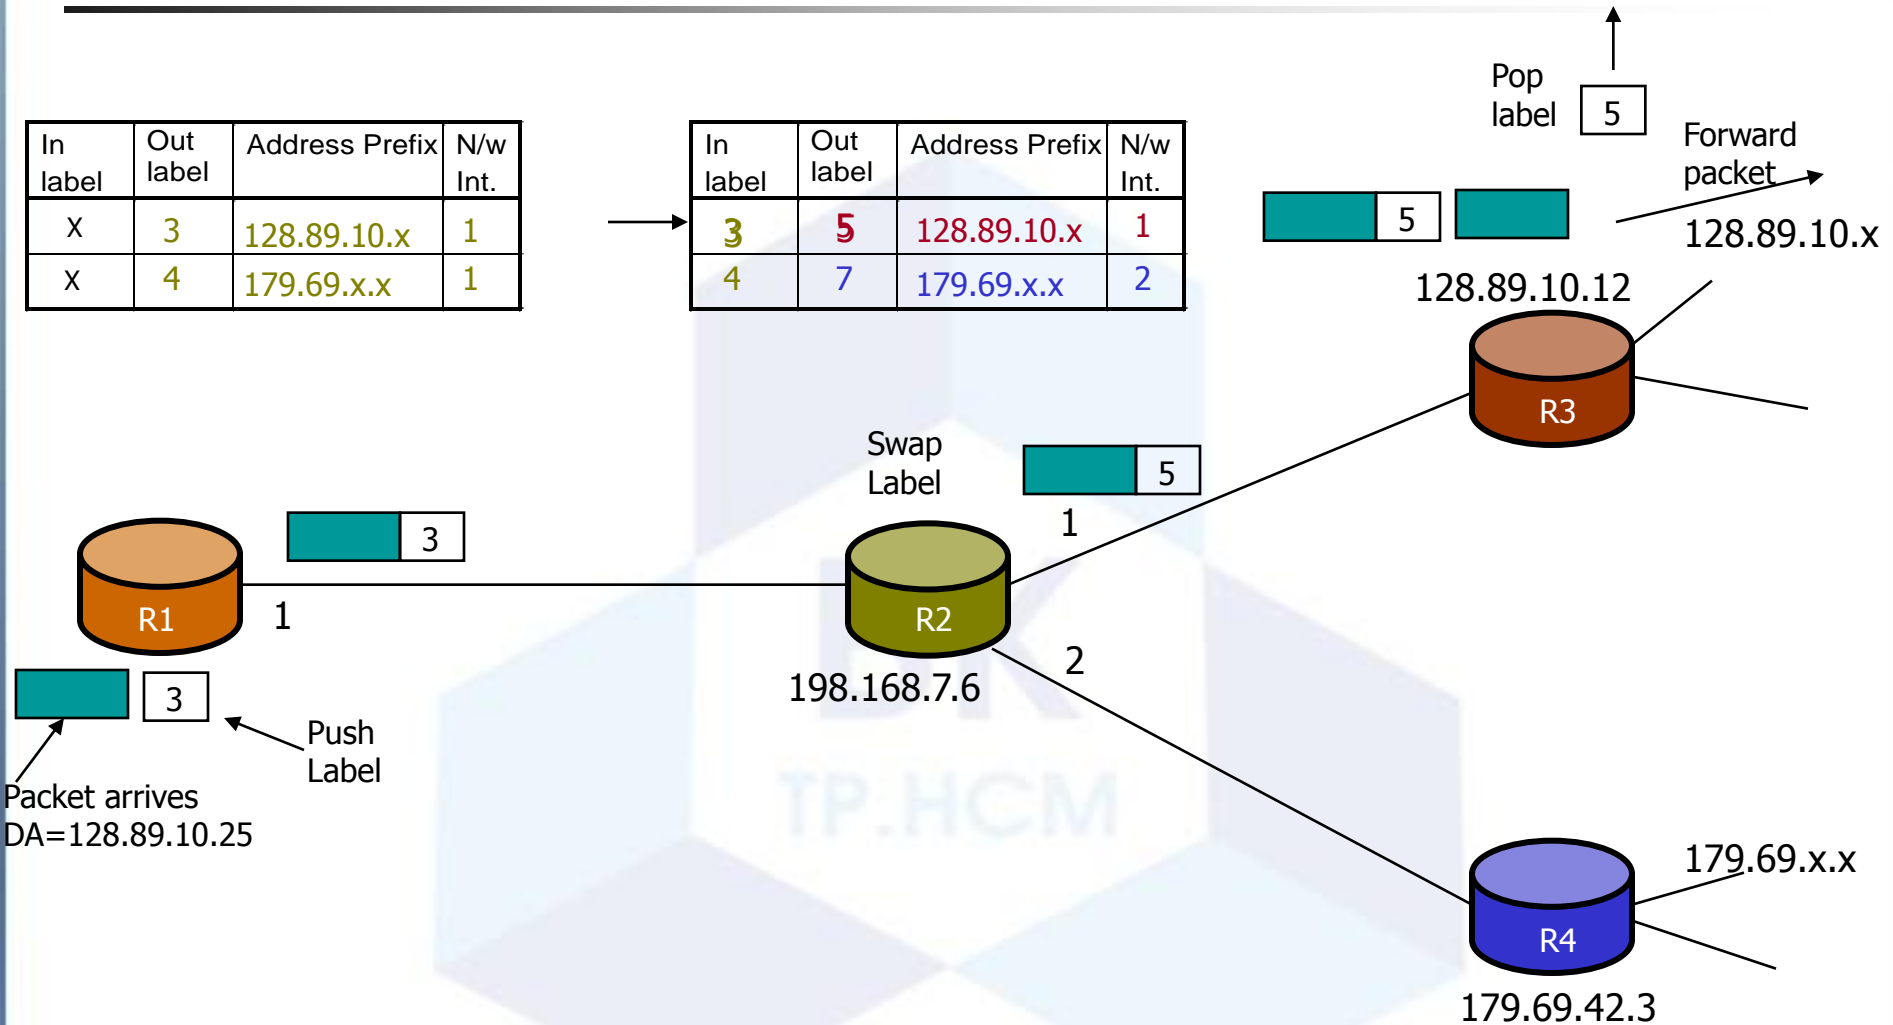 Pop
label
5
Forward
packet
128.89.10.x
In label Out label Address Prefix N/w Int.
X 3 128.89.10.x 1
X 4 179.69.x.x 1
In label Out label Address Prefix N/w Int.
3 5 128.89.10.x 1
4 7 179.69.x.x 2
5
128.89.10.12
R3
Swap
Label
5
1
3
R1
1
R2
2
198.168.7.6
3
Push
Label
Packet arrives
DA=128.89.10.25
BK
TP.HCM
179.69.x.x
R4
179.69.42.3